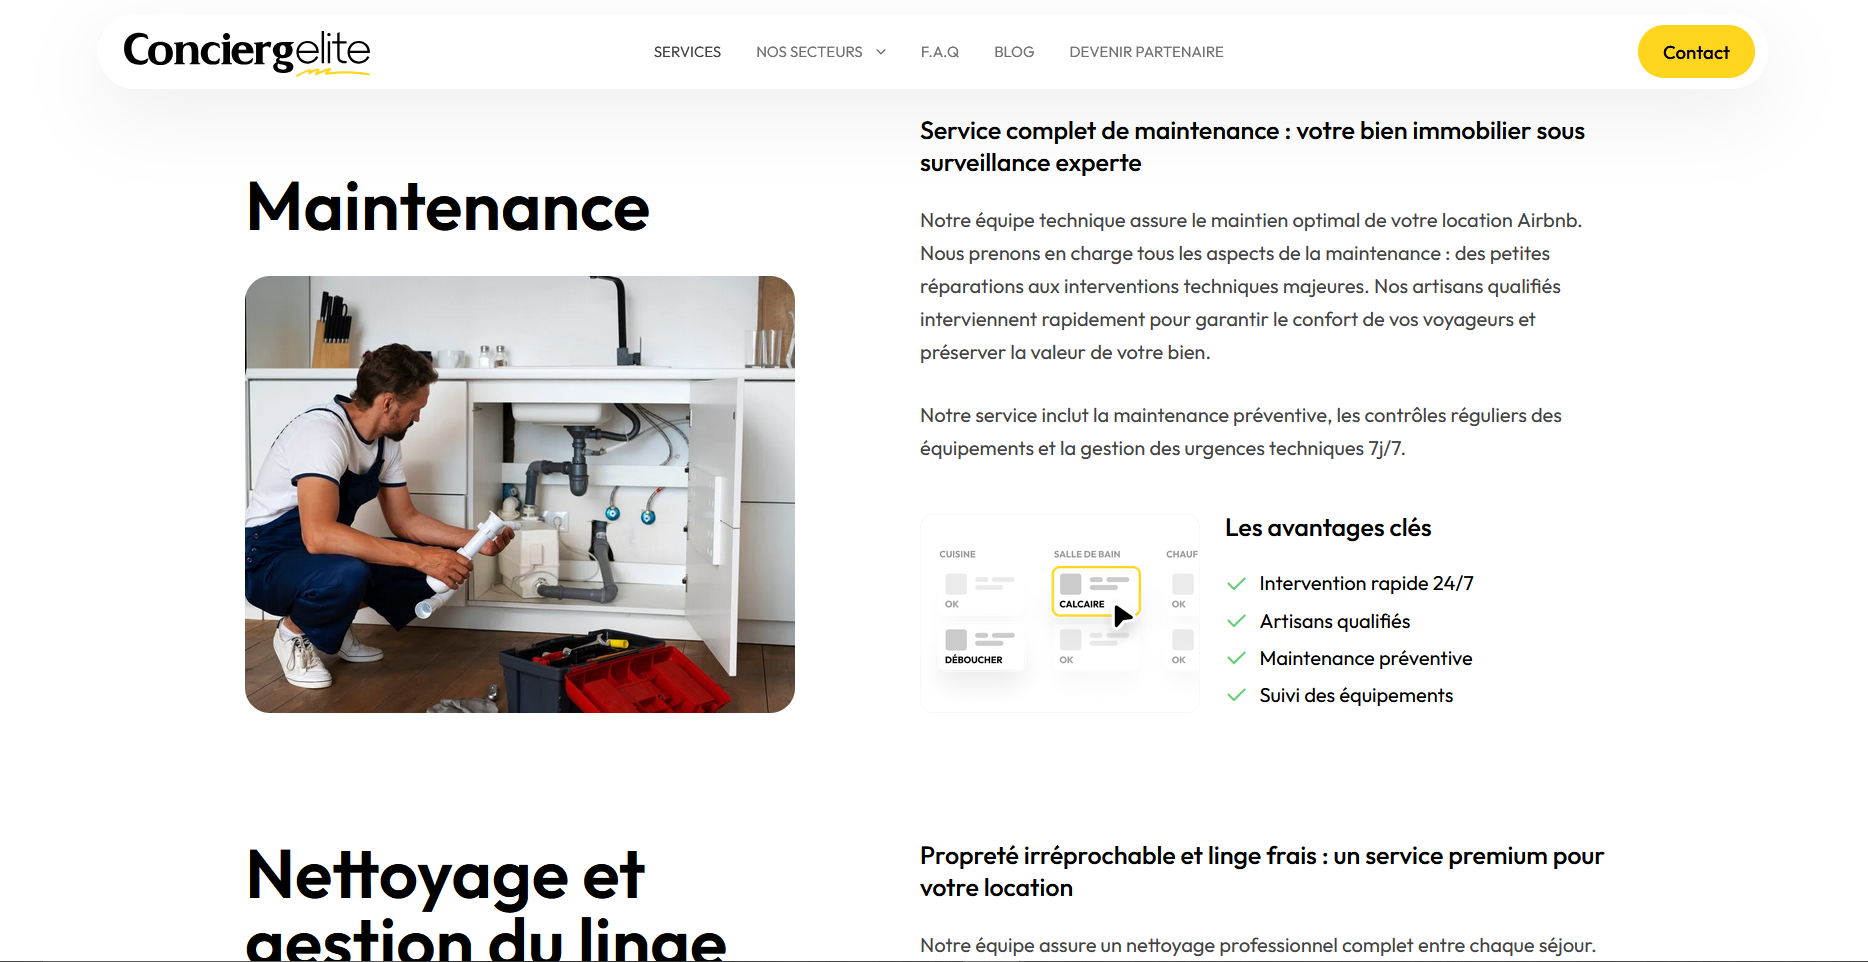 Conciergelite
SERVICES
NOS SECTEURS
F.A.Q
BLOG
DEVENIR PARTENAIRE
Contact
Maintenance
Service complet de maintenance : votre bien immobilier sous
surveillance experte
Notre équipe technique assure le maintien optimal de votre location Airbnb.
Nous prenons en charge tous les aspects de la maintenance : des petites
réparations aux interventions techniques majeures. Nos artisans qualifiés
interviennent rapidement pour garantir le confort de vos voyageurs et
préserver la valeur de votre bien.
Notre service inclut la maintenance préventive, les contrôles réguliers des
équipements et la gestion des urgences techniques 7j/7.
CUISINE
SALLE DE BAIN
CHAUF
OK
CALCAIRE
OK
DÉBOUCHER
OK
OK
Les avantages clés
Intervention rapide 24/7
Artisans qualifiés
Maintenance préventive
Suivi des équipements
Nettoyage et
gestion du linge
Propreté irréprochable et linge frais : un service premium pour
votre location
Notre équipe assure un nettoyage professionnel complet entre chaque séjour.